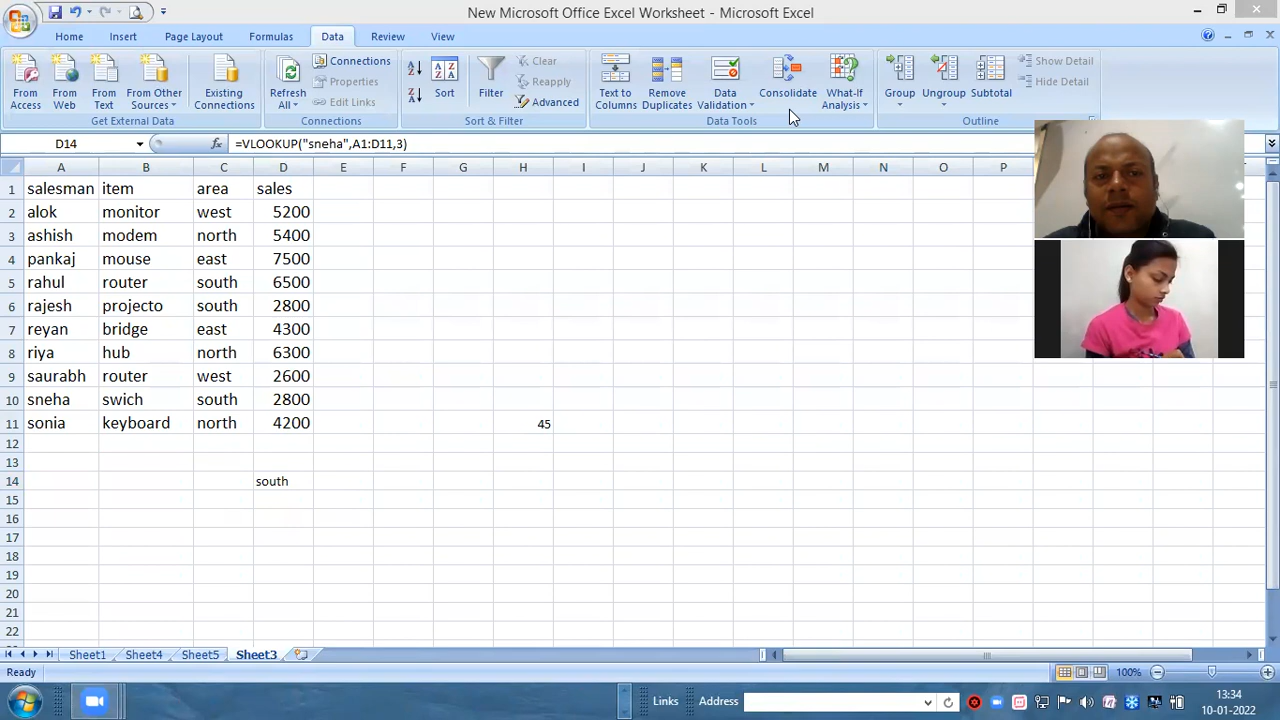 New Microsoft Office Excel Worksheet - Microsoft Excel
Home Insert Page Layout Formulas Data Review View
From Access
From Web
From Text
From Other Sources
Existing Connections
Get External Data
Refresh All
Connections
Properties
Edit Links
Connections
Sort
Filter
Clear
Reapply
Advanced
Sort & Filter
Text to Columns
Remove Duplicates
Data Validation
Consolidate
What-If Analysis
Data Tools
Group
Ungroup
Subtotal
Show Detail
Hide Detail
Outline
D14 fx =VLOOKUP("sneha",A1:D11,3)
A B C D E F G H I J K L M N O P
1 salesman item area sales
2 alok monitor west 5200
3 ashish modem north 5400
4 pankaj mouse east 7500
5 rahul router south 6500
6 rajesh projecto south 2800
7 reyan bridge east 4300
8 riya hub north 6300
9 saurabh router west 2600
10 sneha swich south 2800
11 sonia keyboard north 4200 45
12
13
14 south
15
16
17
18
19
20
21
22
Sheet1 Sheet4 Sheet5 Sheet3
Ready 100%
Links Address 13:34
10-01-2022